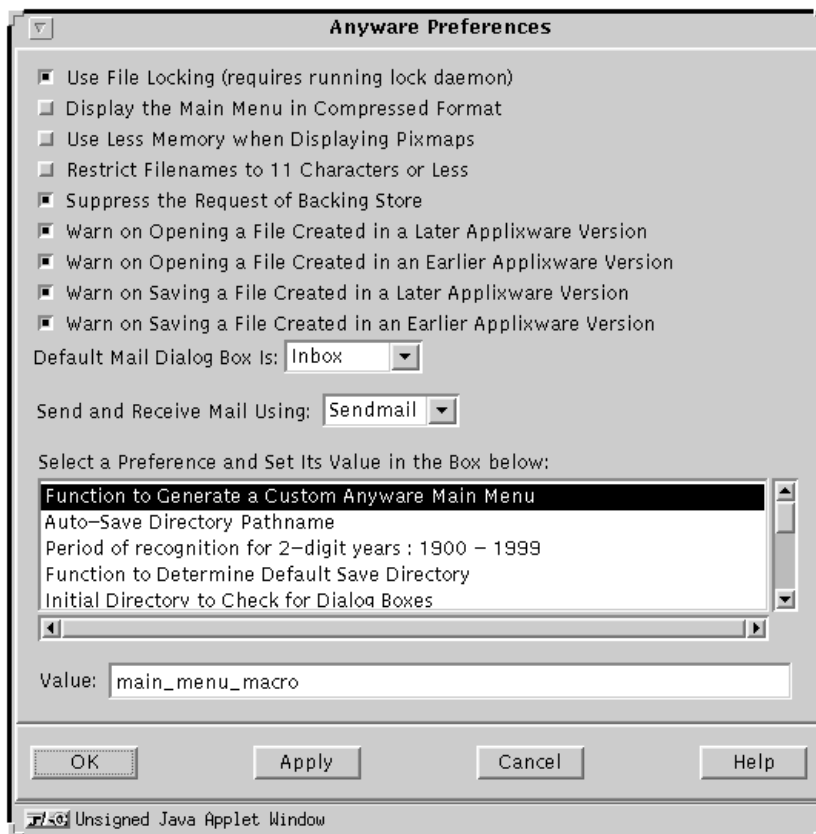 Anyware Preferences
Use File Locking (requires running lock daemon)
Display the Main Menu in Compressed Format
Use Less Memory when Displaying Pixmaps
Restrict Filenames to 11 Characters or Less
Suppress the Request of Backing Store
Warn on Opening a File Created in a Later Applixware Version
Warn on Opening a File Created in an Earlier Applixware Version
Warn on Saving a File Created in a Later Applixware Version
Warn on Saving a File Created in an Earlier Applixware Version
Default Mail Dialog Box Is: Inbox
Send and Receive Mail Using: Sendmail
Select a Preference and Set Its Value in the Box below:
Function to Generate a Custom Anyware Main Menu
Auto-Save Directory Pathname
Period of recognition for 2-digit years : 1900 - 1999
Function to Determine Default Save Directory
Initial Directory to Check for Dialog Boxes
Value: main_menu_macro
OK Apply Cancel Help
Unsigned Java Applet Window